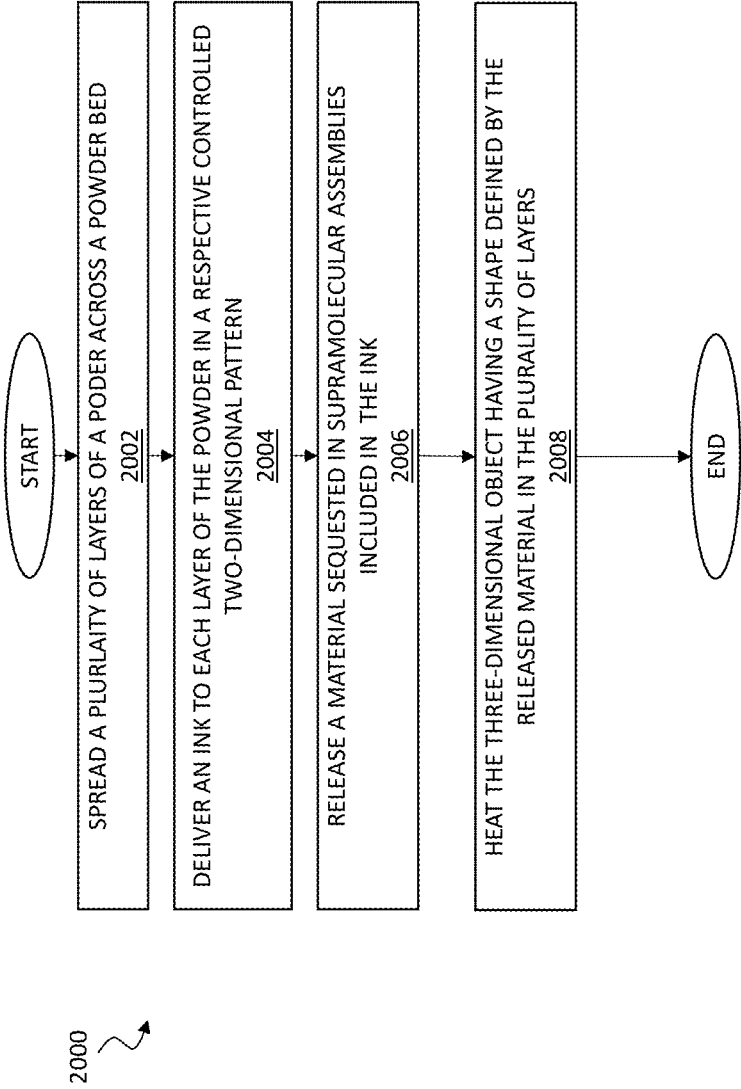 2000
START
SPREAD A PLURLAITY OF LAYERS OF A PODER ACROSS A POWDER BED
2002
DELIVER AN INK TO EACH LAYER OF THE POWDER IN A RESPECTIVE CONTROLLED
TWO-DIMENSIONAL PATTERN
2004
RELEASE A MATERIAL SEQUESTED IN SUPRAMOLECULAR ASSEMBLIES
INCLUDED IN THE INK
2006
HEAT THE THREE-DIMENSIONAL OBJECT HAVING A SHAPE DEFINED BY THE
RELEASED MATERIAL IN THE PLURALITY OF LAYERS
2008
END